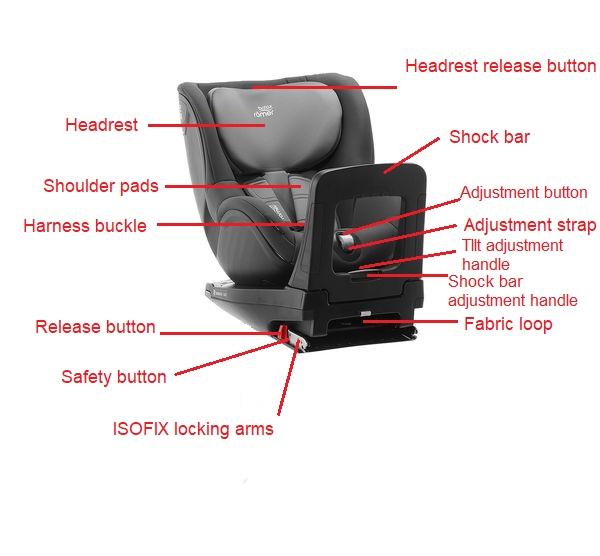 Headrest release button
britax
römer
Headrest
Shock bar
Shoulder pads
Adjustment button
Harness buckle
Adjustment strap
TIlt adjustment
handle
Shock bar
adjustment handle
Release button
Fabric loop
Safety button
ISOFIX locking arms